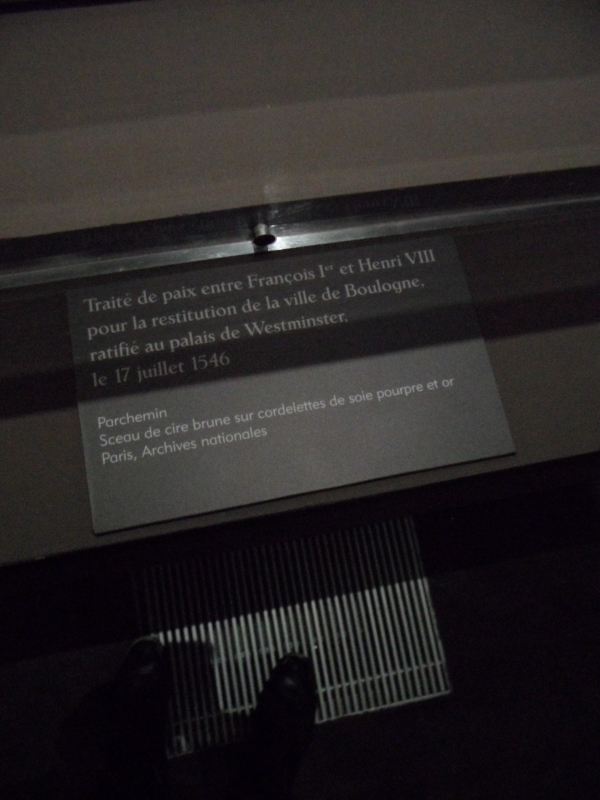 Traité de paix entre François Iᵉʳ et Henri VIII
pour la restitution de la ville de Boulogne,
ratifié au palais de Westminster,
le 17 juillet 1546
Parchemin
Sceau de cire brune sur cordelettes de soie pourpre et or
Paris, Archives nationales